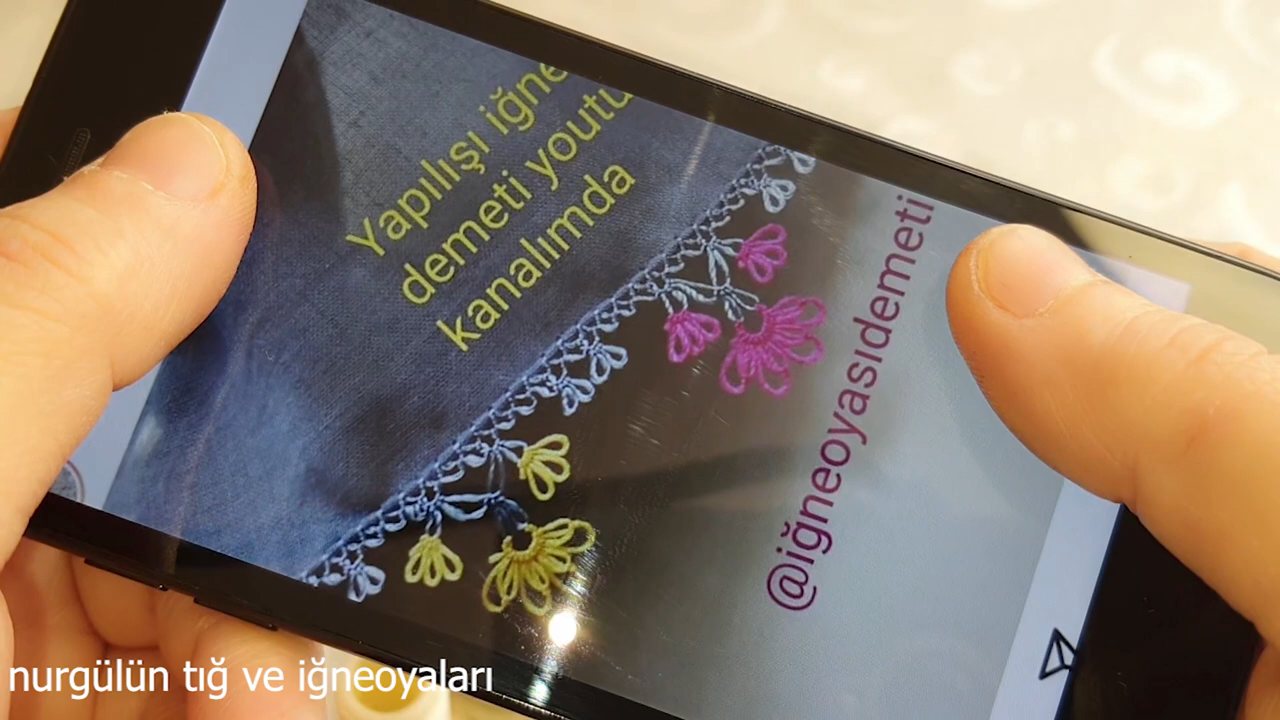 Yapılışı iğne
demeti youtu
kanalımda
@iğneoyasıdemeti
nurgülün tığ ve iğneoyaları